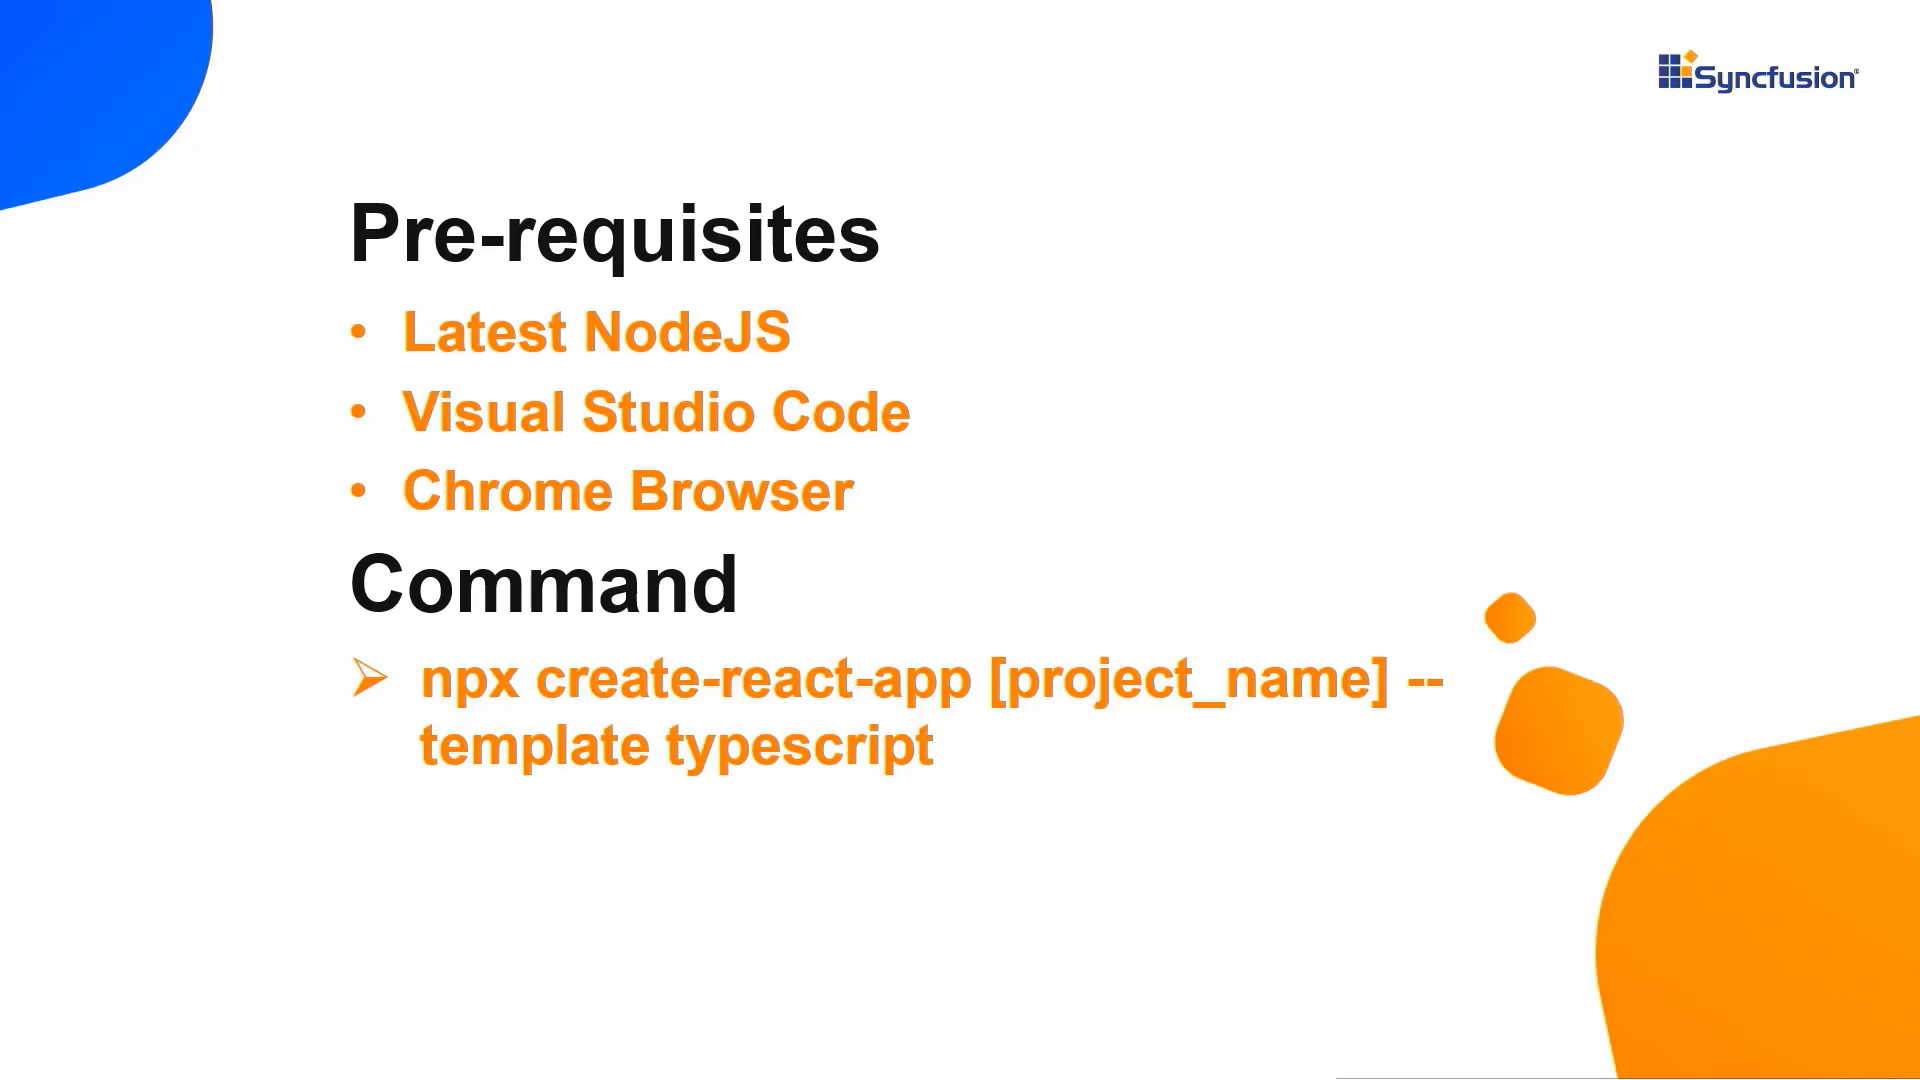 Syncfusion®
Pre-requisites
• Latest NodeJS
• Visual Studio Code
• Chrome Browser
Command
➢ npx create-react-app [project_name] --
template typescript